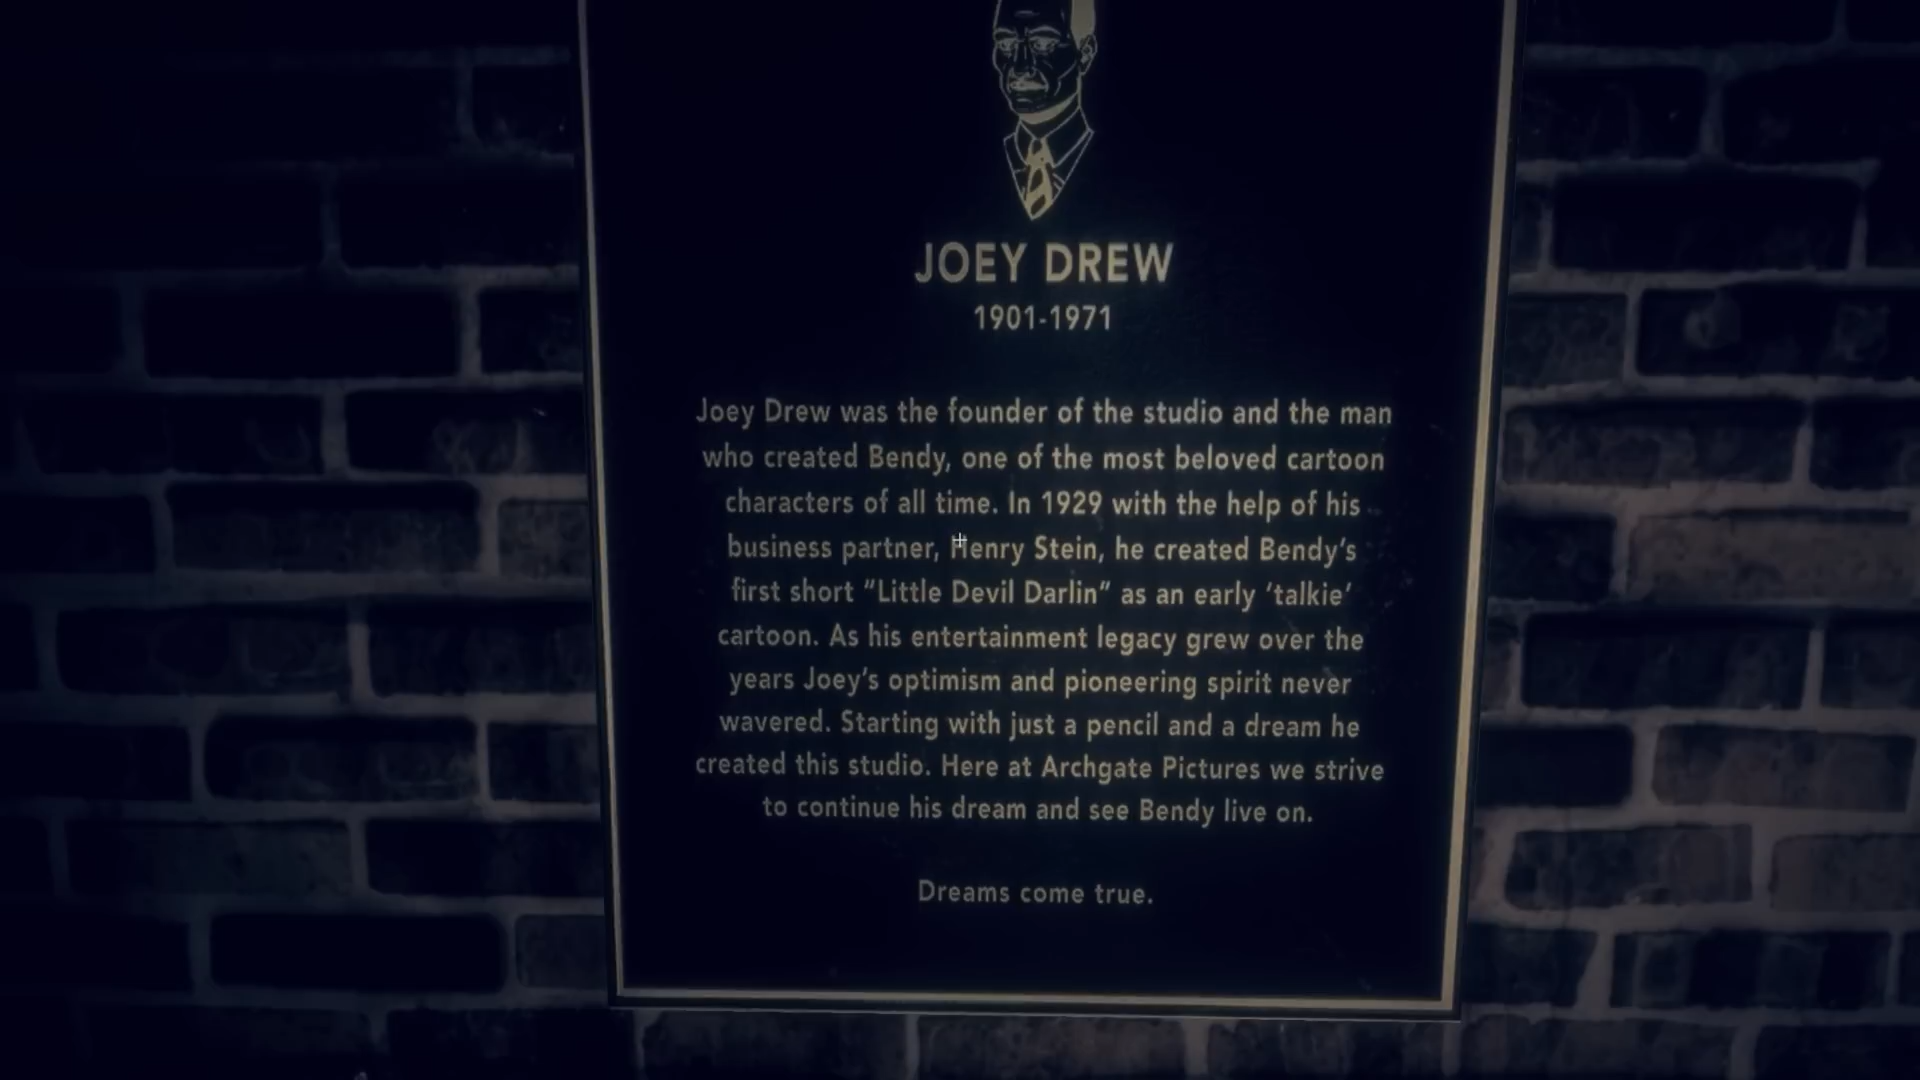 JOEY DREW
1901-1971
Joey Drew was the founder of the studio and the man
who created Bendy, one of the most beloved cartoon
characters of all time. In 1929 with the help of his
business partner, Henry Stein, he created Bendy's
first short "Little Devil Darlin" as an early 'talkie'
cartoon. As his entertainment legacy grew over the
years Joey's optimism and pioneering spirit never
wavered. Starting with just a pencil and a dream he
created this studio. Here at Archgate Pictures we strive
to continue his dream and see Bendy live on.
Dreams come true.